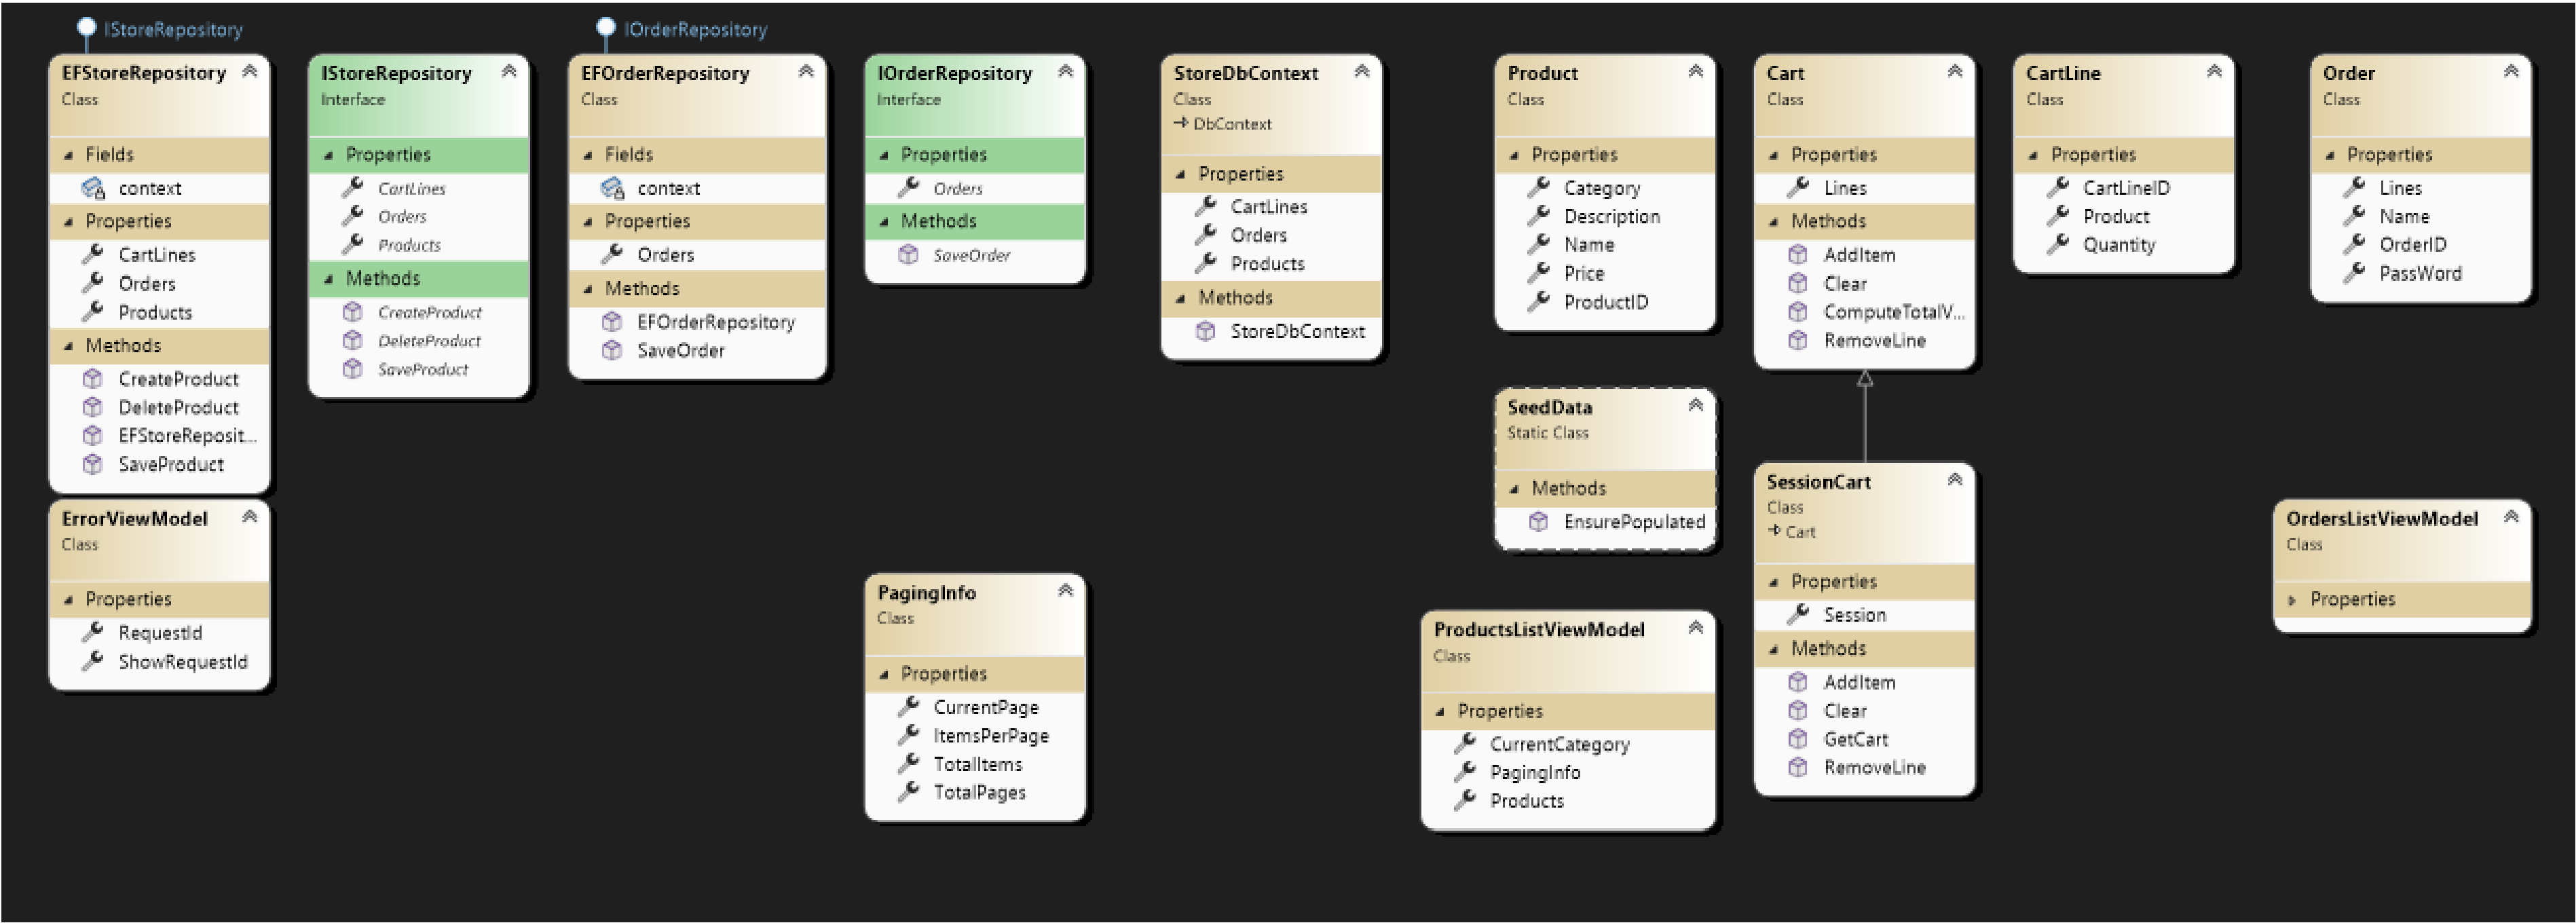 IStoreRepository
EFStoreRepository
Class
Fields
context
Properties
CartLines
Orders
Products
Methods
CreateProduct
DeleteProduct
EFStoreReposit...
SaveProduct
IStoreRepository
Interface
Properties
CartLines
Orders
Products
Methods
CreateProduct
DeleteProduct
SaveProduct
IOrderRepository
EFOrderRepository
Class
Fields
context
Properties
Orders
Methods
EFOrderRepository
SaveOrder
IOrderRepository
Interface
Properties
Orders
Methods
SaveOrder
StoreDbContext
Class
DbContext
Properties
CartLines
Orders
Products
Methods
StoreDbContext
Product
Class
Properties
Category
Description
Name
Price
ProductID
Cart
Class
Properties
Lines
Methods
AddItem
Clear
ComputeTotalV...
RemoveLine
CartLine
Class
Properties
CartLineID
Product
Quantity
Order
Class
Properties
Lines
Name
OrderID
PassWord
ErrorViewModel
Class
Properties
RequestId
ShowRequestId
PagingInfo
Class
Properties
CurrentPage
ItemsPerPage
TotalItems
TotalPages
SeedData
Static Class
Methods
EnsurePopulated
ProductsListViewModel
Class
Properties
CurrentCategory
PagingInfo
Products
SessionCart
Class
Cart
Properties
Session
Methods
AddItem
Clear
GetCart
RemoveLine
OrdersListViewModel
Class
Properties